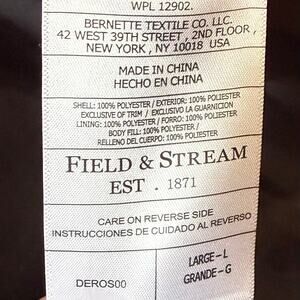 WPL 12902.
BERNETTE TEXTILE CO. LLC.
42 WEST 39TH STREET, 2ND FLOOR,
NEW YORK, NY 10018 USA
MADE IN CHINA
HECHO EN CHINA
SHELL: 100% POLYESTER / EXTERIOR: 100% POLIESTER
EXCLUSIVE OF TRIM / EXCLUSIVO LA GUARNICION
LINING: 100% POLYESTER / FORRO: 100% POLIESTER
BODY FILL: 100% POLYESTER /
RELLENO DEL CUERPO: 100% POLIESTER
FIELD & STREAM
EST . 1871
CARE ON REVERSE SIDE
INSTRUCCIONES DE CUIDADO AL REVERSO
DEROS00
LARGE-L
GRANDE-G